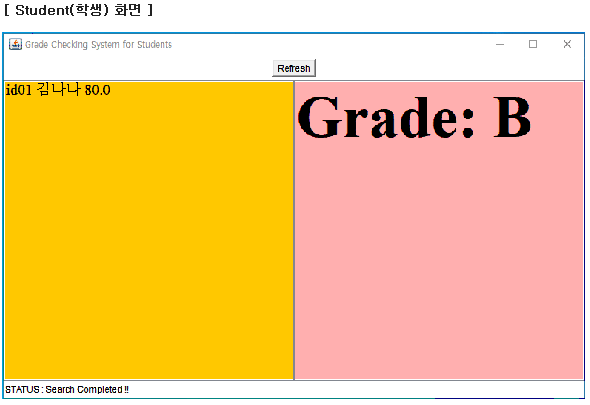 [ Student(학생) 화면 ]
Grade Checking System for Students
Refresh
id01 김나나 80.0
Grade: B
STATUS : Search Completed !!